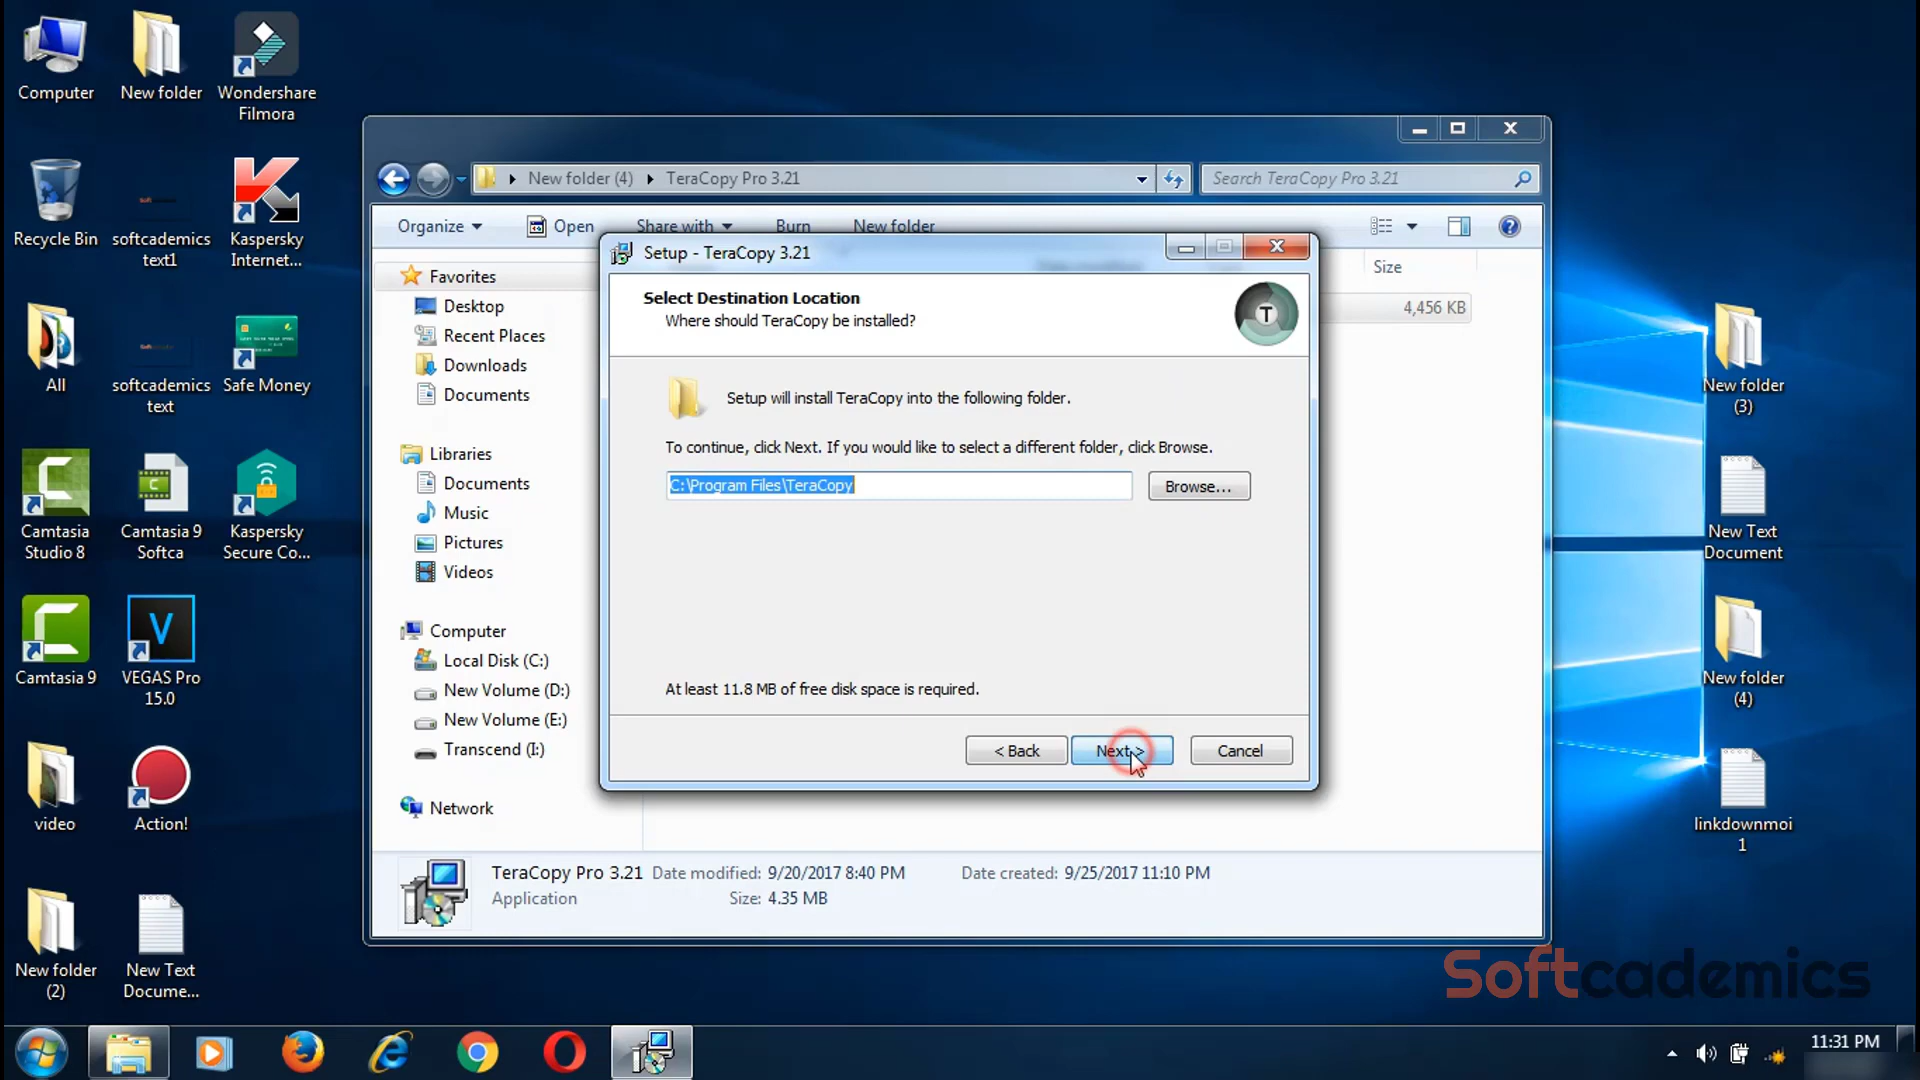 Computer
New folder
Wondershare
Filmora
Recycle Bin
softcademics
text1
Kaspersky
Internet...
All
softcademics
text
Safe Money
Camtasia
Studio 8
Camtasia 9
Softca
Kaspersky
Secure Co...
Camtasia 9
VEGAS Pro
15.0
video
Action!
New folder
(2)
New Text
Docume...
New folder (4)
TeraCopy Pro 3.21
Search TeraCopy Pro 3.21
Organize
Open
Share with
Burn
New folder
Size
4,456 KB
Favorites
Desktop
Recent Places
Downloads
Documents
Libraries
Documents
Music
Pictures
Videos
Computer
Local Disk (C:)
New Volume (D:)
New Volume (E:)
Transcend (I:)
Network
Setup - TeraCopy 3.21
Select Destination Location
Where should TeraCopy be installed?
T
Setup will install TeraCopy into the following folder.
To continue, click Next. If you would like to select a different folder, click Browse.
C:\Program Files\TeraCopy
Browse...
At least 11.8 MB of free disk space is required.
< Back
Next >
Cancel
TeraCopy Pro 3.21
Date modified: 9/20/2017 8:40 PM
Date created: 9/25/2017 11:10 PM
Application
Size: 4.35 MB
New folder
(3)
New Text
Document
New folder
(4)
linkdownmoi
1
Softcademics
11:31 PM